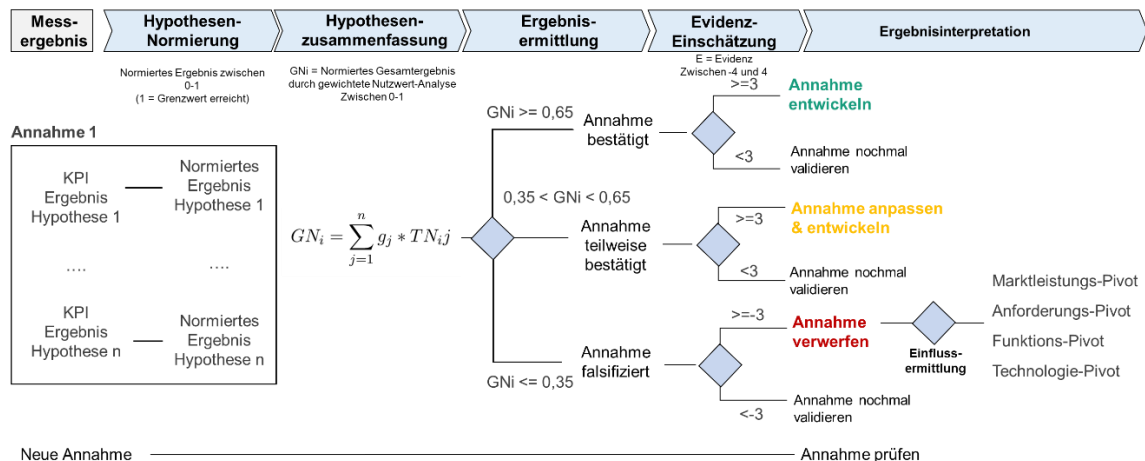 Mess-
ergebnis
Hypothesen-
Normierung
Hypothesen-
zusammenfassung
Ergebnis-
ermittlung
Evidenz-
Einschätzung
Ergebnisinterpretation
Normiertes Ergebnis zwischen
0-1
(1 = Grenzwert erreicht)
GNi = Normiertes Gesamtergebnis
durch gewichtete Nutzwert-Analyse
Zwischen 0-1
E = Evidenz
Zwischen -4 und 4
Annahme 1
KPI
Ergebnis
Hypothese 1
Normiertes
Ergebnis
Hypothese 1
....
....
KPI
Ergebnis
Hypothese n
Normiertes
Ergebnis
Hypothese n
GN_i = \sum_{j=1}^{n} g_j * TN_i j
GNi >= 0,65
Annahme
bestätigt
>=3
Annahme
entwickeln
<3
Annahme nochmal
validieren
0,35 < GNi < 0,65
Annahme
teilweise
bestätigt
>=3
Annahme anpassen
& entwickeln
<3
Annahme nochmal
validieren
GNi <= 0,35
Annahme
falsifiziert
>=-3
Annahme
verwerfen
<-3
Annahme nochmal
validieren
Einfluss-
ermittlung
Marktleistungs-Pivot
Anforderungs-Pivot
Funktions-Pivot
Technologie-Pivot
Neue Annahme
Annahme prüfen